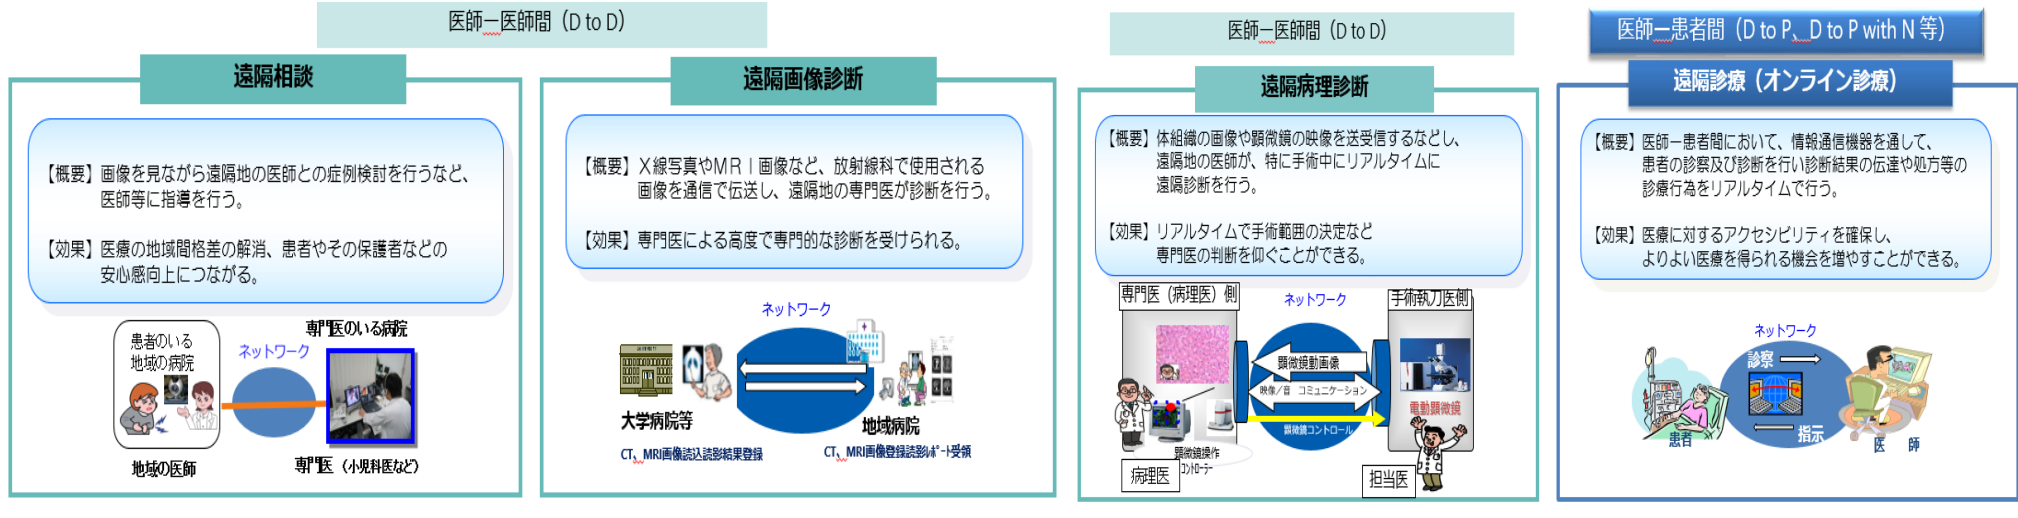 医師ー医師間（D to D）
遠隔相談
【概要】画像を見ながら遠隔地の医師との症例検討を行うなど、
医師等に指導を行う。
【効果】医療の地域間格差の解消、患者やその保護者などの
安心感向上につながる。
患者のいる
地域の病院
ネットワーク
専門医のいる病院
地域の医師
専門医（小児科医など）
遠隔画像診断
【概要】X線写真やMRI画像など、放射線科で使用される
画像を通信で伝送し、遠隔地の専門医が診断を行う。
【効果】専門医による高度で専門的な診断を受けられる。
ネットワーク
大学病院等
地域病院
CT、MRI画像読込読影結果登録
CT、MRI画像登録読影ﾚﾎﾟｰﾄ受領
医師ー医師間（D to D）
遠隔病理診断
【概要】体組織の画像や顕微鏡の映像を送受信するなどし、
遠隔地の医師が、特に手術中にリアルタイムに
遠隔診断を行う。
【効果】リアルタイムで手術範囲の決定など
専門医の判断を仰ぐことができる。
専門医（病理医）側
ネットワーク
手術執刀医側
顕微鏡動画像
映像／音　コミュニケーション
電動顕微鏡
顕微鏡コントロール
顕微鏡操作
ｺﾝﾄﾛｰﾗｰ
病理医
担当医
医師ー患者間（D to P、D to P with N 等）
遠隔診療（オンライン診療）
【概要】医師ー患者間において、情報通信機器を通して、
患者の診察及び診断を行い診断結果の伝達や処方等の
診療行為をリアルタイムで行う。
【効果】医療に対するアクセシビリティを確保し、
よりよい医療を得られる機会を増やすことができる。
ネットワーク
診察
指示
患者
医　師